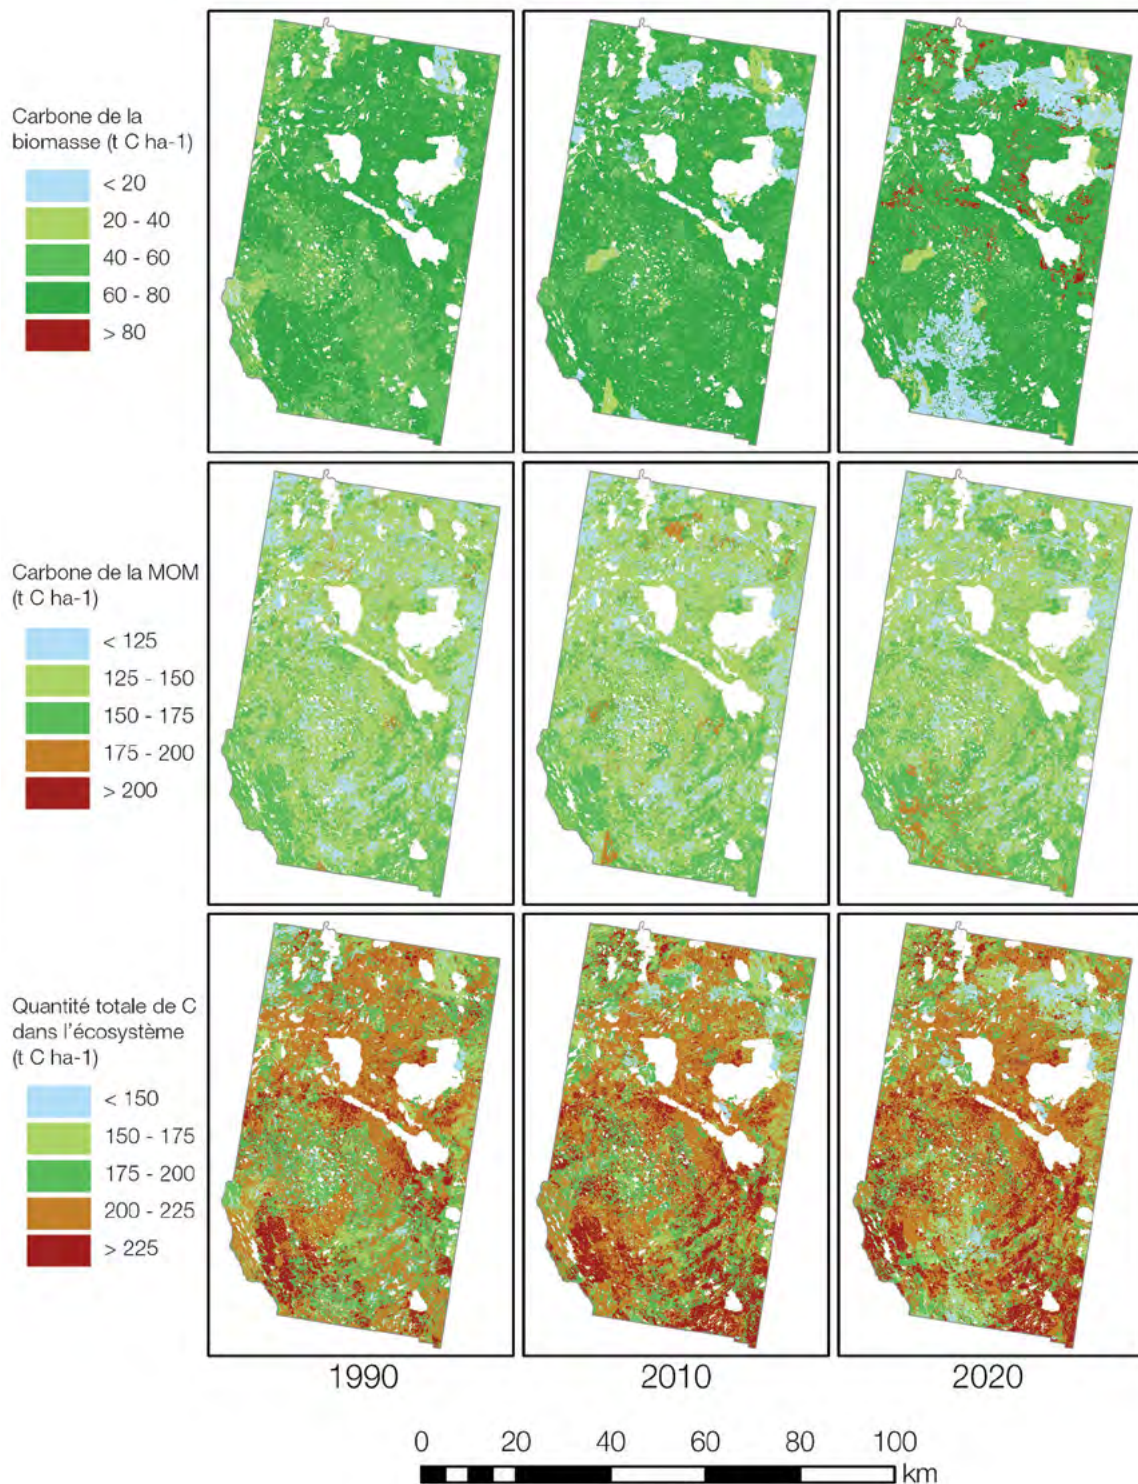 Carbone de la
biomasse (t C ha-1)
< 20
20 - 40
40 - 60
60 - 80
> 80
Carbone de la MOM
(t C ha-1)
< 125
125 - 150
150 - 175
175 - 200
> 200
Quantité totale de C
dans l'écosystème
(t C ha-1)
< 150
150 - 175
175 - 200
200 - 225
> 225
1990
2010
2020
0 20 40 60 80 100
km